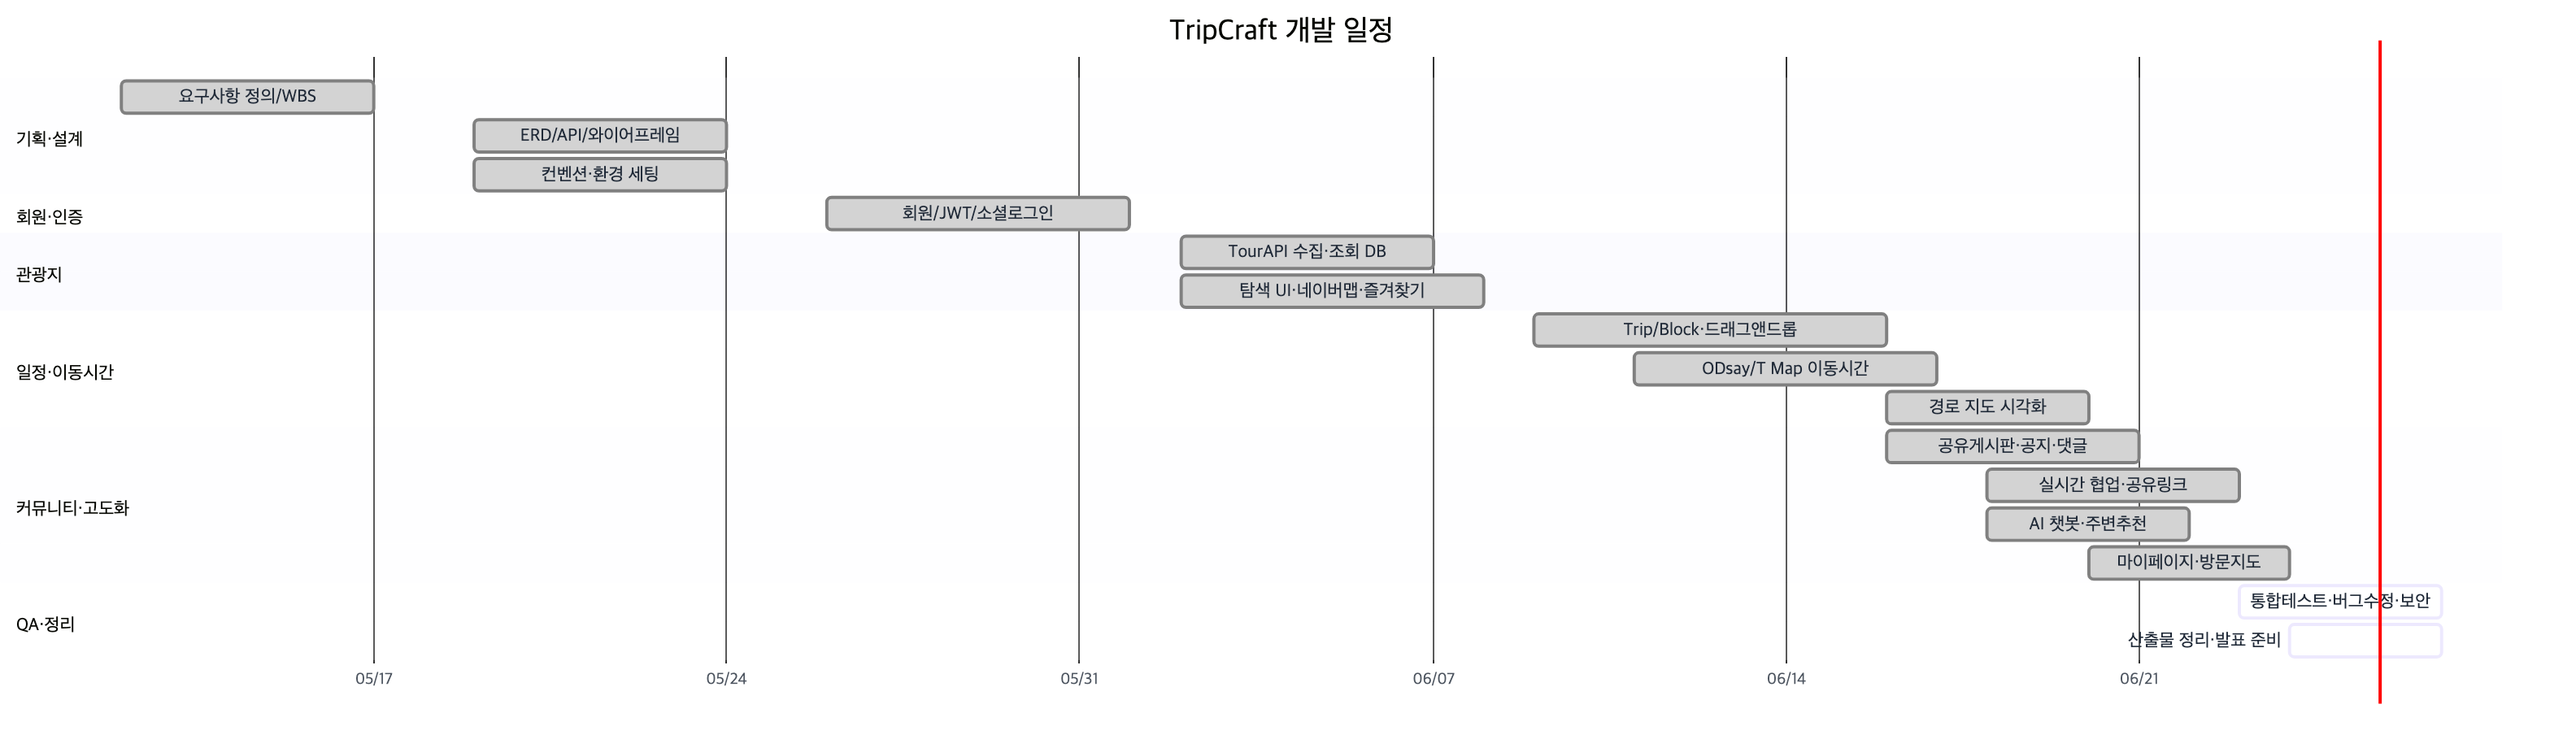 TripCraft 개발 일정
기획·설계
요구사항 정의/WBS
ERD/API/와이어프레임
컨벤션·환경 세팅
회원·인증
회원/JWT/소셜로그인
관광지
TourAPI 수집·조회 DB
탐색 UI·네이버맵·즐겨찾기
일정·이동시간
Trip/Block·드래그앤드롭
ODsay/T Map 이동시간
경로 지도 시각화
커뮤니티·고도화
공유게시판·공지·댓글
실시간 협업·공유링크
AI 챗봇·주변추천
마이페이지·방문지도
QA·정리
통합테스트·버그수정·보안
산출물 정리·발표 준비
05/17
05/24
05/31
06/07
06/14
06/21